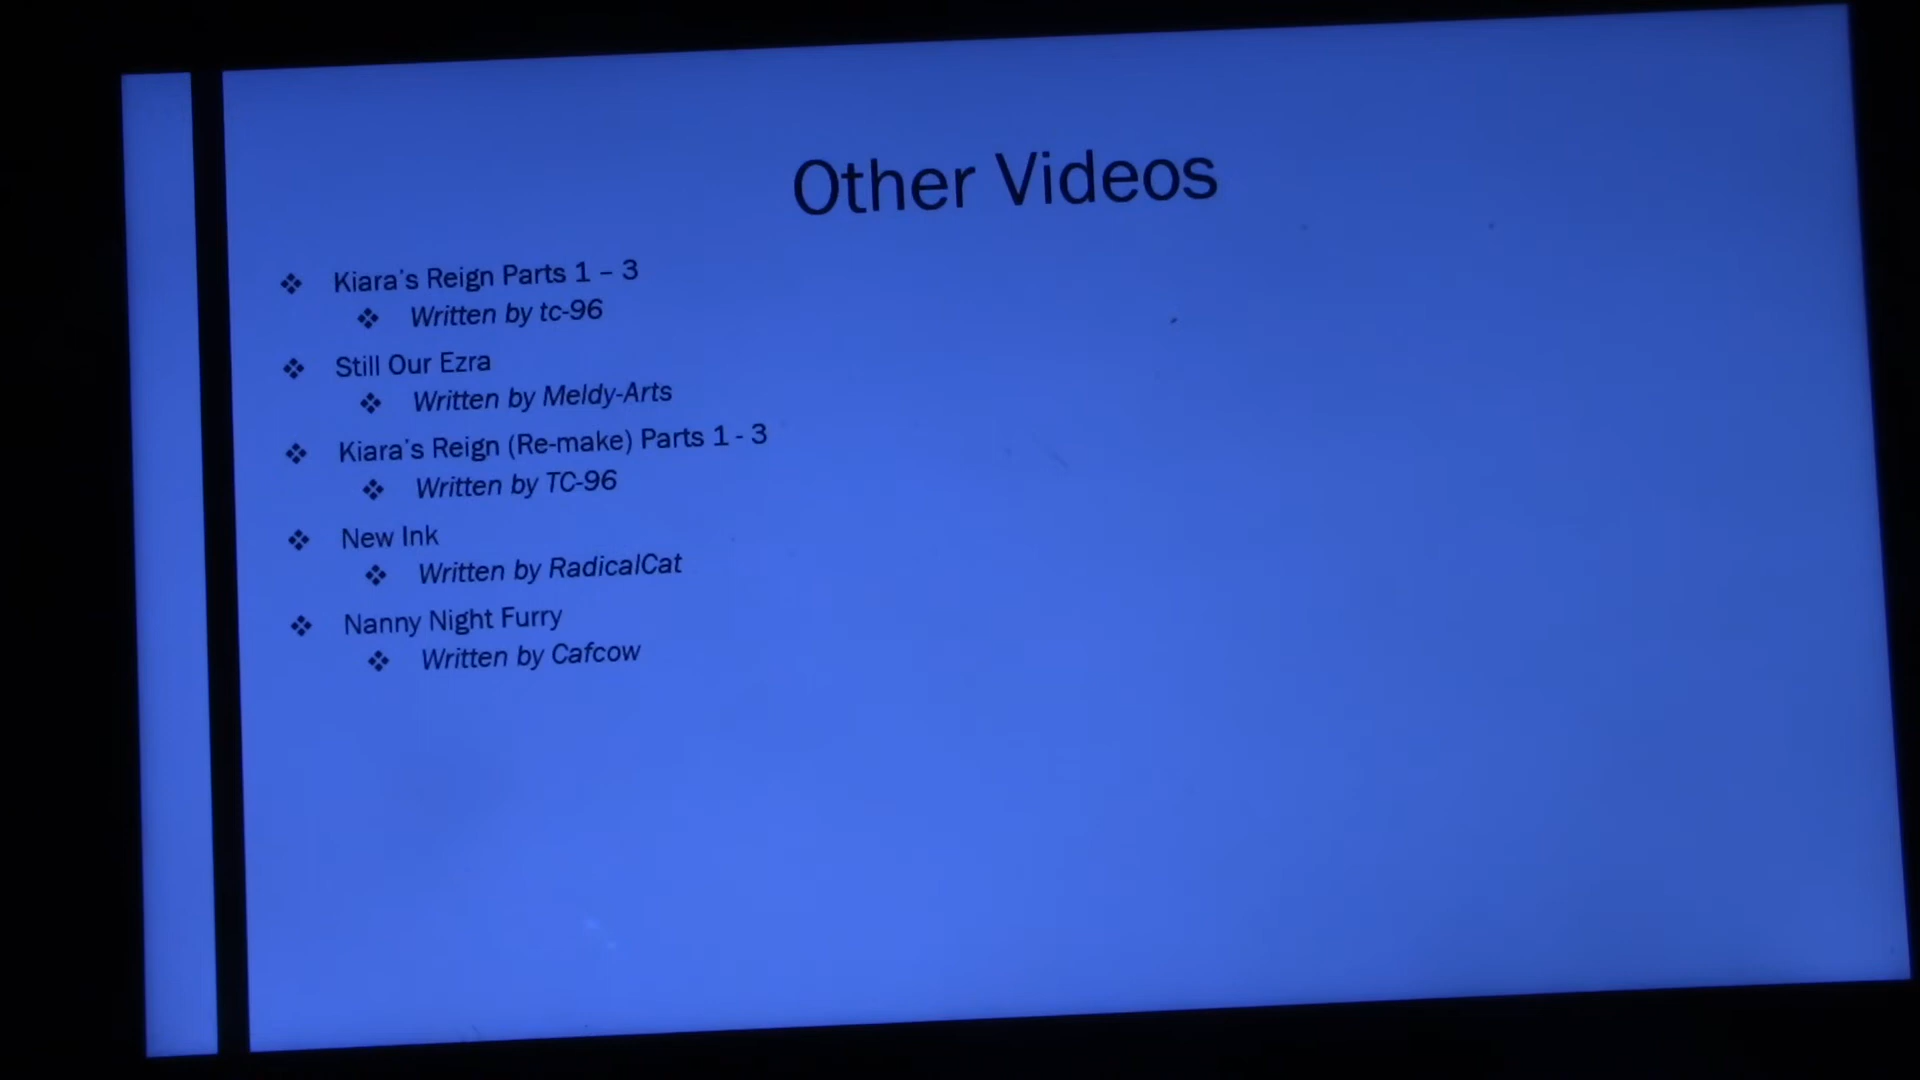 Other Videos
❖ Kiara's Reign Parts 1 – 3
❖ Written by tc-96
❖ Still Our Ezra
❖ Written by Meldy-Arts
❖ Kiara's Reign (Re-make) Parts 1 - 3
❖ Written by TC-96
❖ New Ink
❖ Written by RadicalCat
❖ Nanny Night Furry
❖ Written by Cafcow